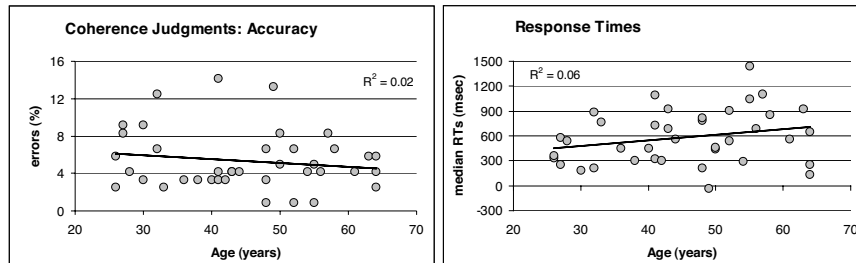 Coherence Judgments: Accuracy
errors (%)
16
12
8
4
0
R² = 0.02
20 30 40 50 60 70
Age (years)
Response Times
median RTs (msec)
1500
1200
900
600
300
0
-300
R² = 0.06
20 30 40 50 60 70
Age (years)